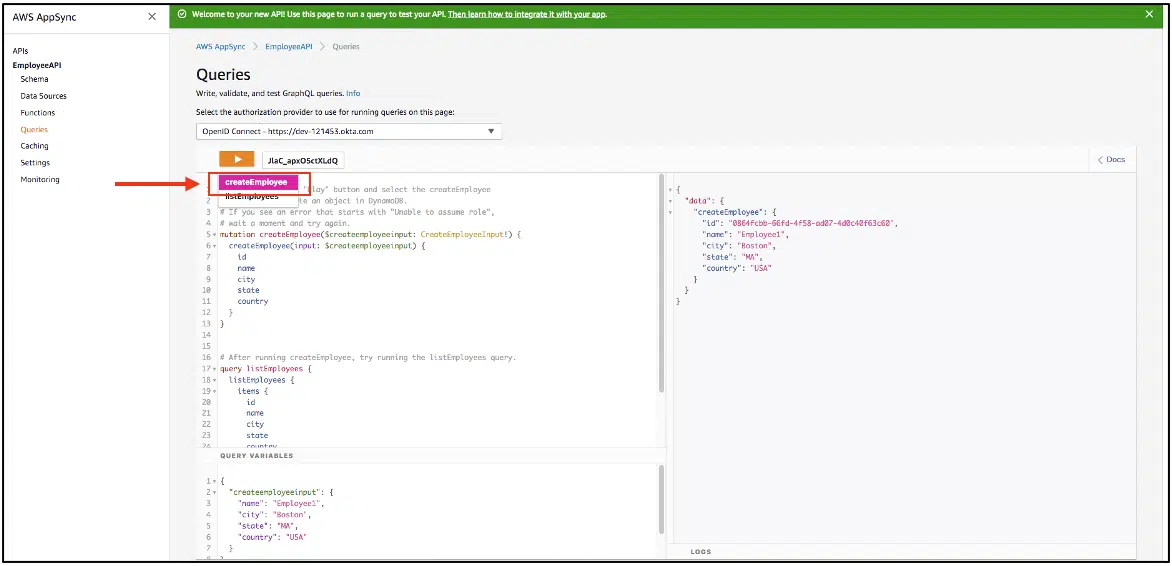 AWS AppSync
APIs
EmployeeAPI
Schema
Data Sources
Functions
Queries
Caching
Settings
Monitoring
Welcome to your new API! Use this page to run a query to test your API. Then learn how to integrate it with your app.
AWS AppSync > EmployeeAPI > Queries
Queries
Write, validate, and test GraphQL queries. Info
Select the authorization provider to use for running queries on this page:
OpenID Connect - https://dev-121453.okta.com
JlaC_apxO5ctXLdQ
< Docs
createEmployee
listEmployees
"Play" button and select the createEmployee
2 te an object in DynamoDB.
3 # If you see an error that starts with "Unable to assume role",
4 # wait a moment and try again.
5 mutation createEmployee($createemployeeinput: CreateEmployeeInput!) {
6 createEmployee(input: $createemployeeinput) {
7 id
8 name
9 city
10 state
11 country
12 }
13 }
14
15
16 # After running createEmployee, try running the listEmployees query.
17 query listEmployees {
18 listEmployees {
19 items {
20 id
21 name
22 city
23 state
24 country
QUERY VARIABLES
1 {
2 "createemployeeinput": {
3 "name": "Employee1",
4 "city": "Boston",
5 "state": "MA",
6 "country": "USA"
7 }
8 }
{
"data": {
"createEmployee": {
"id": "0864fcbb-66fd-4f58-ad07-4d0c40f63c60",
"name": "Employee1",
"city": "Boston",
"state": "MA",
"country": "USA"
}
}
}
LOGS